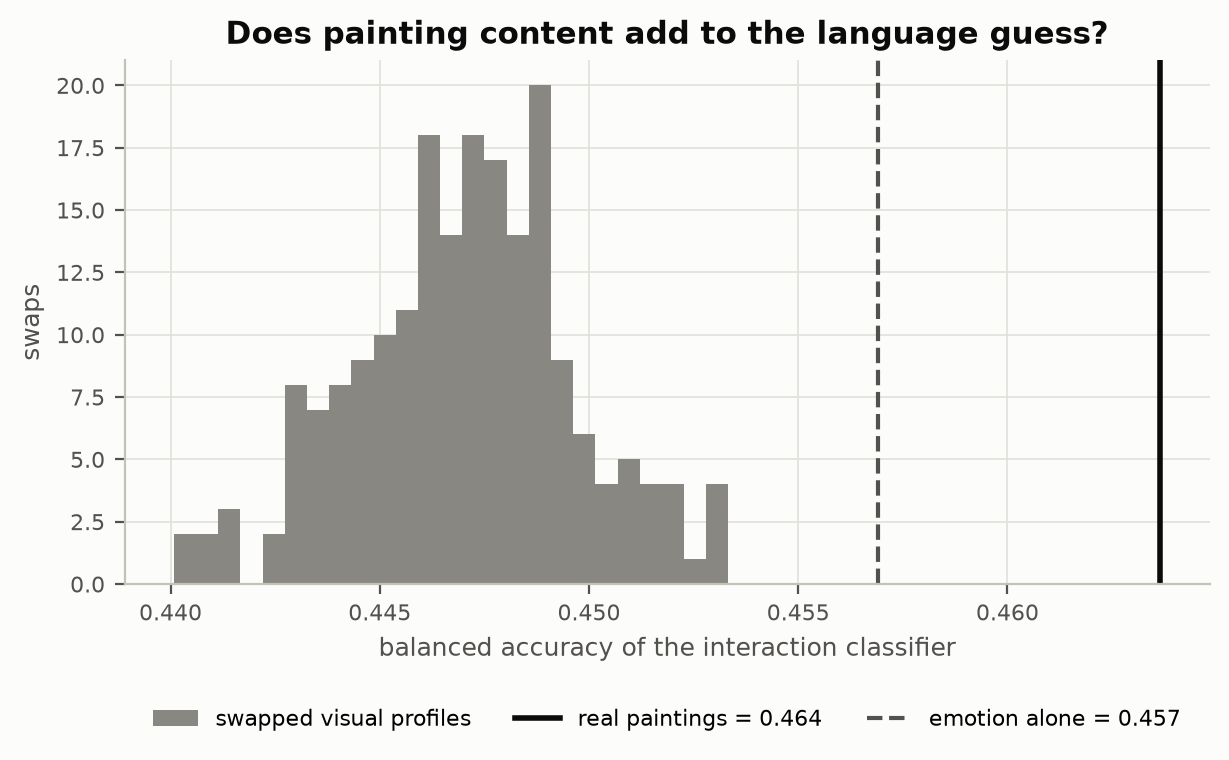 Does painting content add to the language guess?
20.0
17.5
15.0
12.5
10.0
7.5
5.0
2.5
0.0
swaps
0.440 0.445 0.450 0.455 0.460
balanced accuracy of the interaction classifier
swapped visual profiles real paintings = 0.464 emotion alone = 0.457